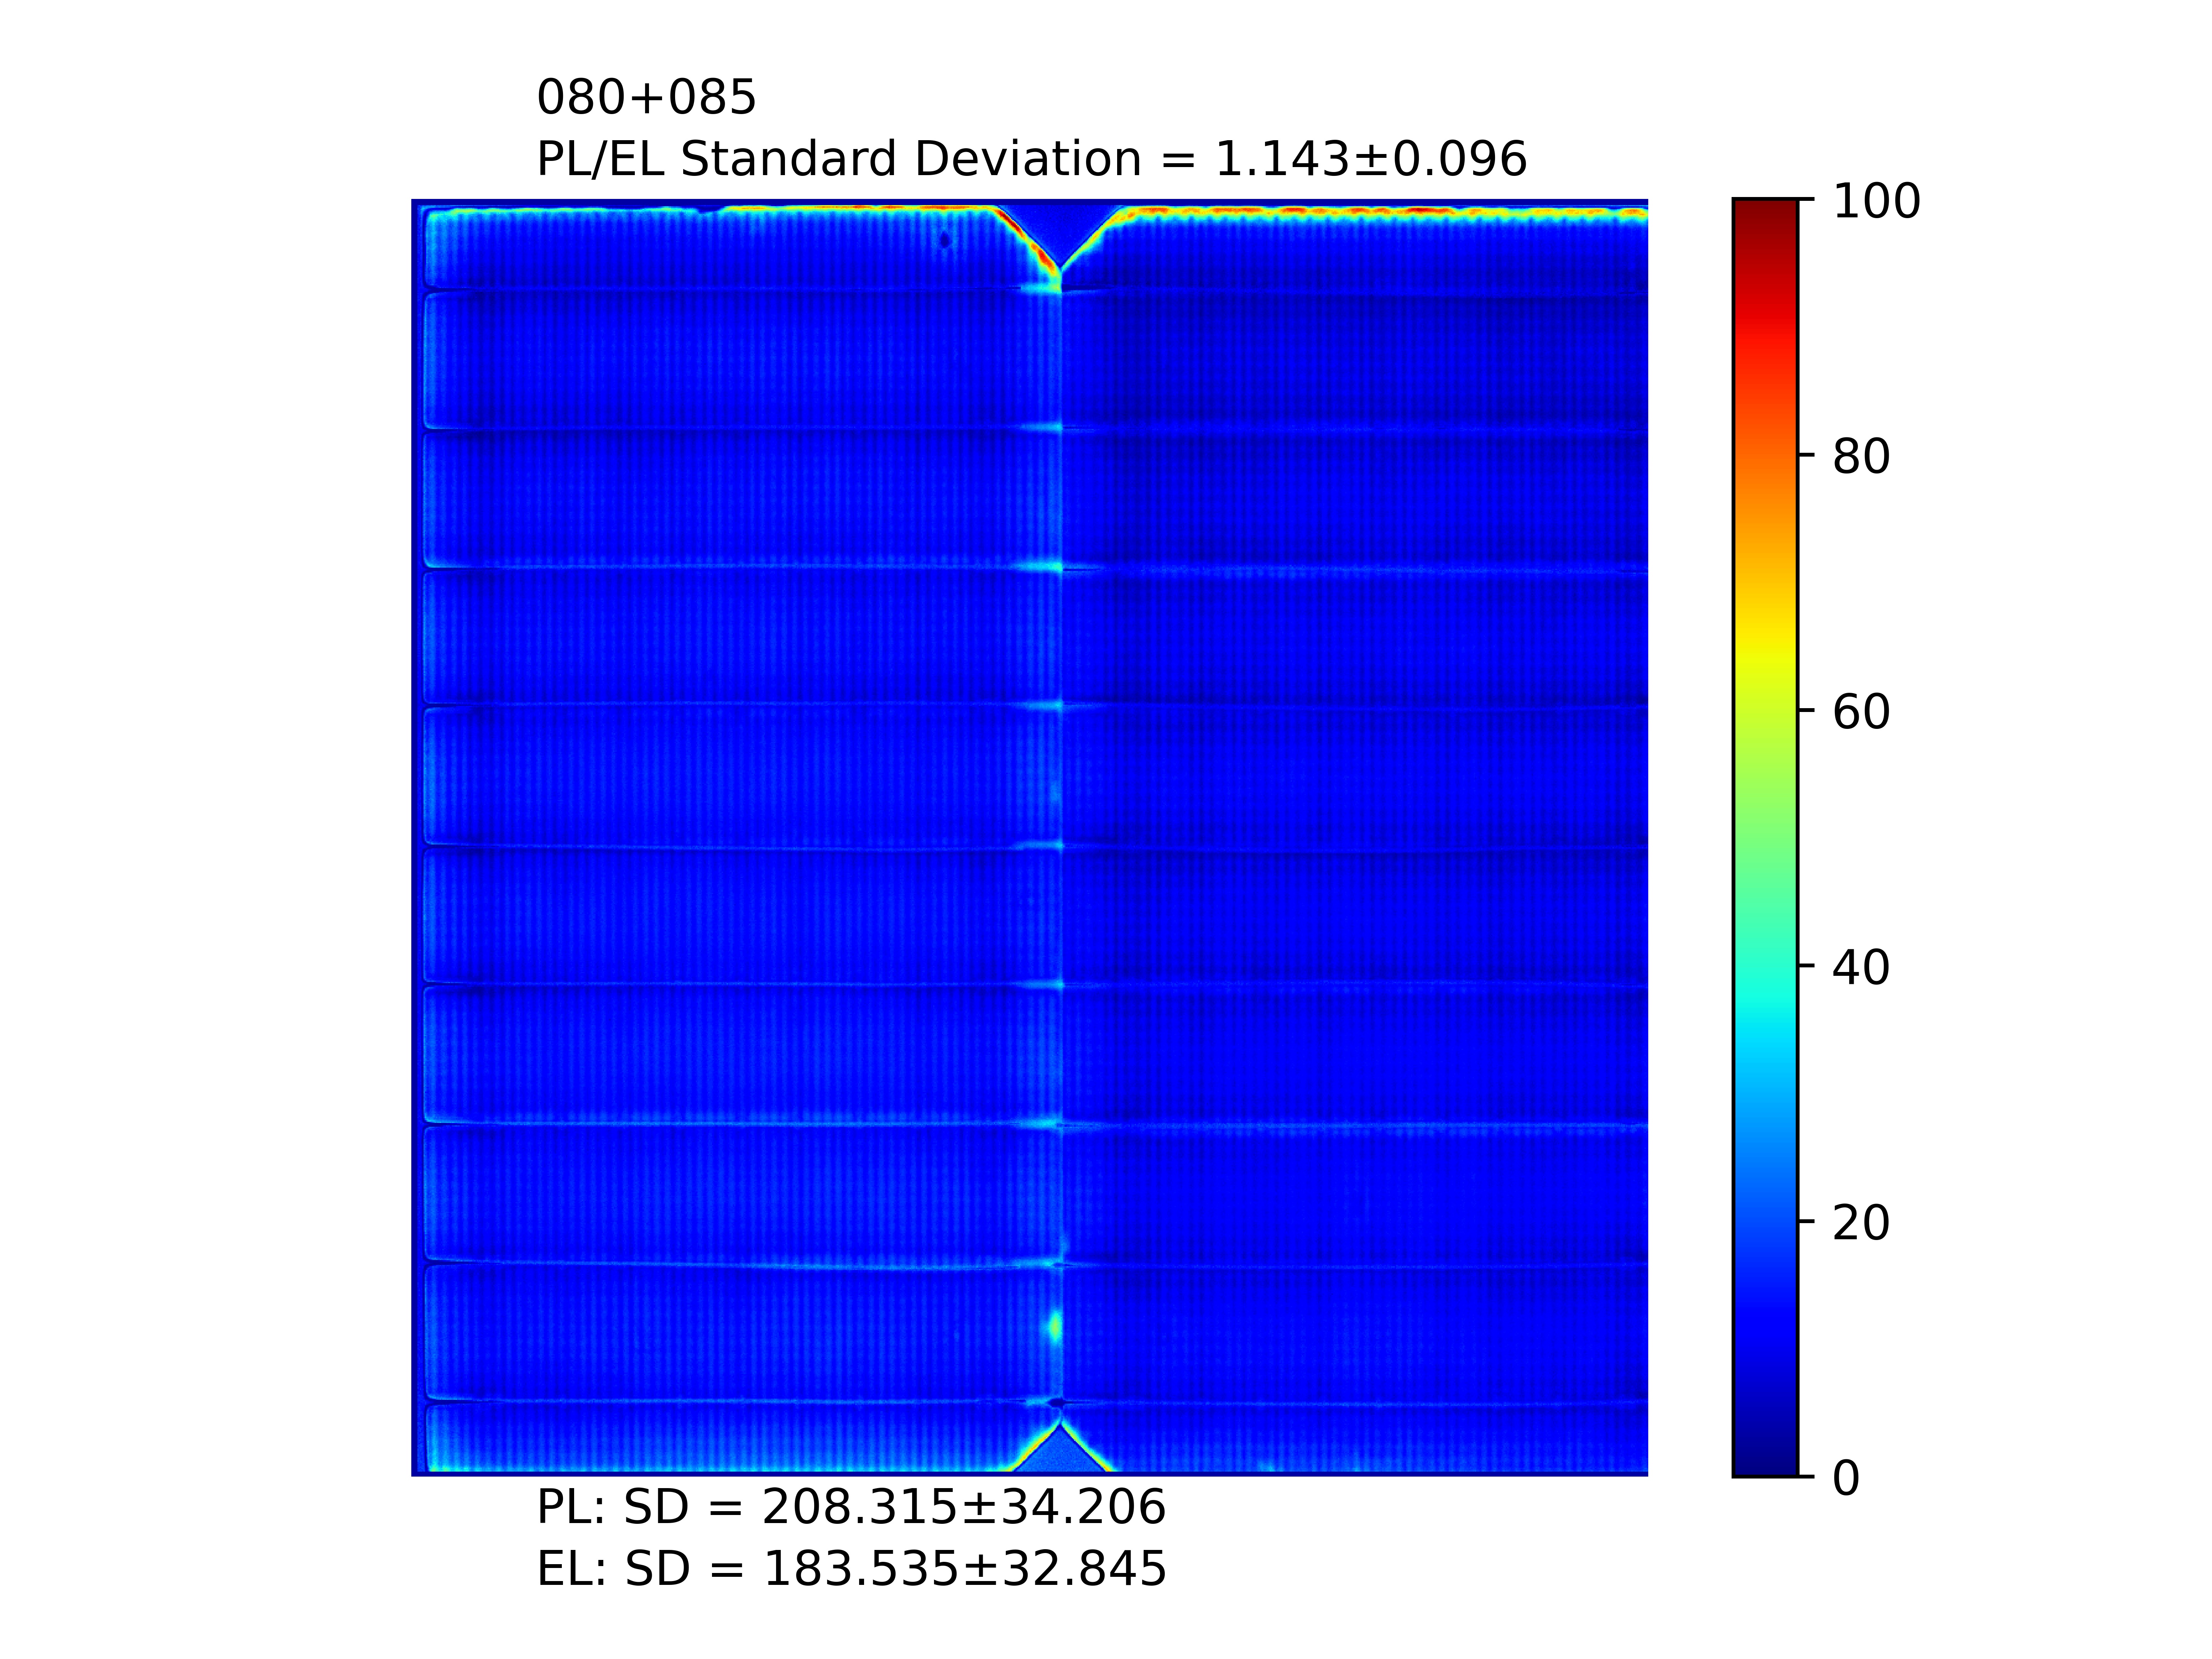 080+085
PL/EL Standard Deviation = 1.143±0.096
100
80
60
40
20
0
PL: SD = 208.315±34.206
EL: SD = 183.535±32.845